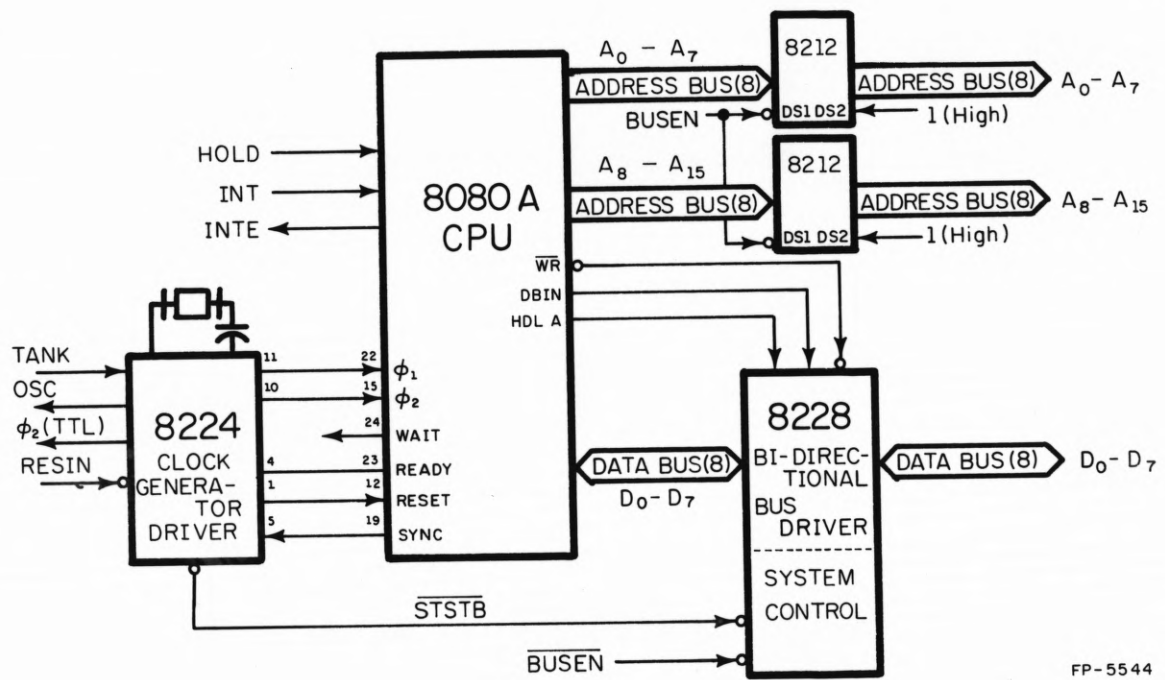 A₀ - A₇
8212
ADDRESS BUS(8)
ADDRESS BUS(8)
A₀ - A₇
BUSEN
DS1 DS2
1 (High)
HOLD
INT
INTE
8080 A
CPU
A₈ - A₁₅
8212
ADDRESS BUS(8)
ADDRESS BUS(8)
A₈ - A₁₅
DS1 DS2
1 (High)
W̅R̅
DBIN
HDL A
TANK
OSC
ϕ₂(TTL)
RESIN
8224
CLOCK
GENERA-
TOR
DRIVER
11
22
ϕ₁
10
15
ϕ₂
24
WAIT
4
23
READY
1
12
RESET
5
19
SYNC
DATA BUS(8)
D₀ - D₇
8228
BI-DIREC-
TIONAL
BUS
DRIVER
SYSTEM
CONTROL
DATA BUS(8)
D₀ - D₇
S̅T̅S̅T̅B̅
B̅U̅S̅E̅N̅
FP-5544